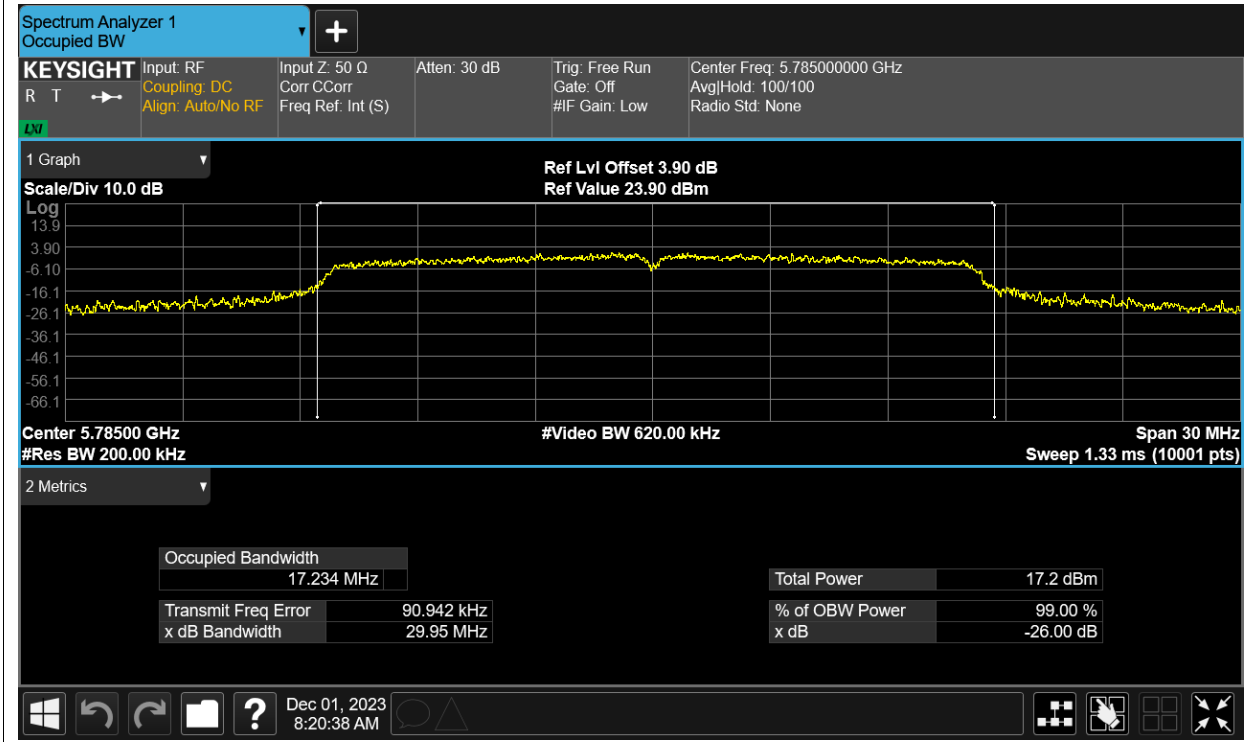 Spectrum Analyzer 1
Occupied BW
KEYSIGHT
R T
LXI
Input: RF
Coupling: DC
Align: Auto/No RF
Input Z: 50 Ω
Corr CCorr
Freq Ref: Int (S)
Atten: 30 dB
Trig: Free Run
Gate: Off
#IF Gain: Low
Center Freq: 5.785000000 GHz
Avg|Hold: 100/100
Radio Std: None
1 Graph
Scale/Div 10.0 dB
Ref Lvl Offset 3.90 dB
Ref Value 23.90 dBm
Log
13.9
3.90
-6.10
-16.1
-26.1
-36.1
-46.1
-56.1
-66.1
Center 5.78500 GHz
#Res BW 200.00 kHz
#Video BW 620.00 kHz
Span 30 MHz
Sweep 1.33 ms (10001 pts)
2 Metrics
Occupied Bandwidth
17.234 MHz
Transmit Freq Error 90.942 kHz
x dB Bandwidth 29.95 MHz
Total Power 17.2 dBm
% of OBW Power 99.00 %
x dB -26.00 dB
?
Dec 01, 2023
8:20:38 AM